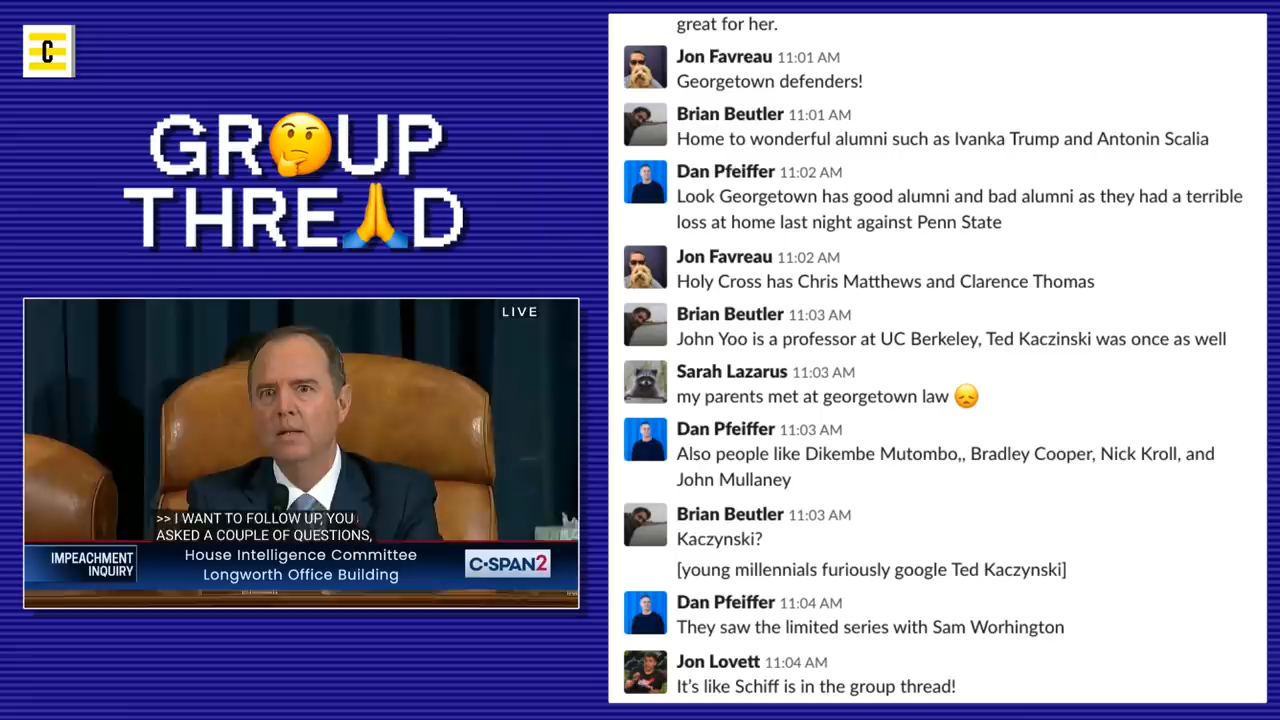 C
GR🤔UP
THRE🙏D
LIVE
>> I WANT TO FOLLOW UP, YOU
ASKED A COUPLE OF QUESTIONS,
IMPEACHMENT
INQUIRY
House Intelligence Committee
Longworth Office Building
C-SPAN2
great for her.
Jon Favreau 11:01 AM
Georgetown defenders!
Brian Beutler 11:01 AM
Home to wonderful alumni such as Ivanka Trump and Antonin Scalia
Dan Pfeiffer 11:02 AM
Look Georgetown has good alumni and bad alumni as they had a terrible
loss at home last night against Penn State
Jon Favreau 11:02 AM
Holy Cross has Chris Matthews and Clarence Thomas
Brian Beutler 11:03 AM
John Yoo is a professor at UC Berkeley, Ted Kaczinski was once as well
Sarah Lazarus 11:03 AM
my parents met at georgetown law 😞
Dan Pfeiffer 11:03 AM
Also people like Dikembe Mutombo,, Bradley Cooper, Nick Kroll, and
John Mullaney
Brian Beutler 11:03 AM
Kaczynski?
[young millennials furiously google Ted Kaczynski]
Dan Pfeiffer 11:04 AM
They saw the limited series with Sam Worhington
Jon Lovett 11:04 AM
It's like Schiff is in the group thread!